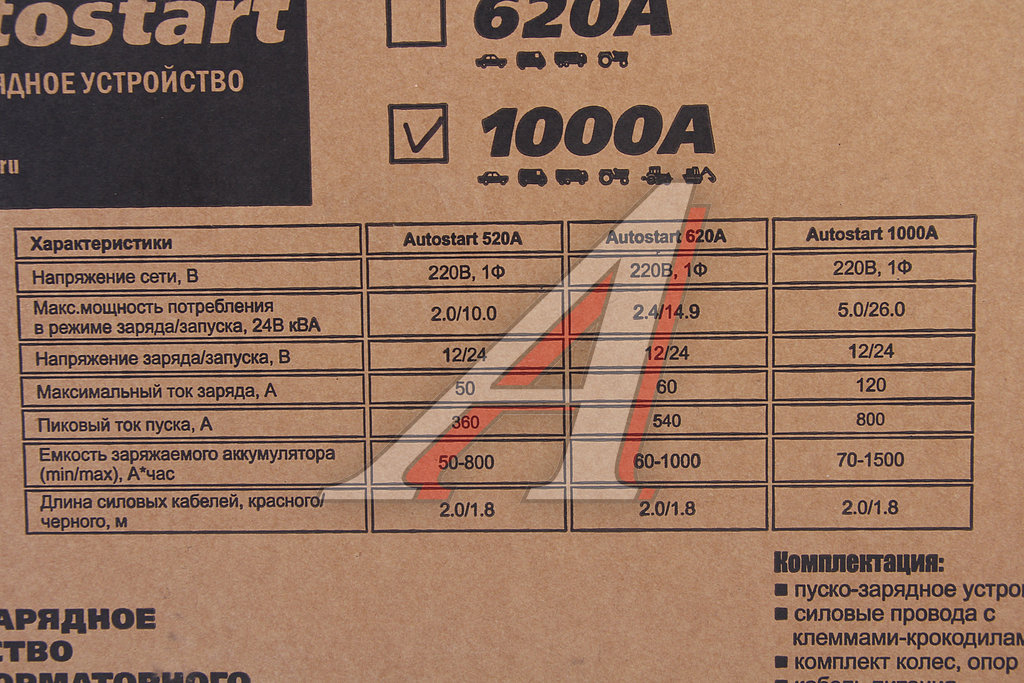 tostart
ЯДНОЕ УСТРОЙСТВО
ru
620A
1000A
Характеристики Autostart 520A Autostart 620A Autostart 1000A
Напряжение сети, В 220В, 1Ф 220В, 1Ф 220В, 1Ф
Макс.мощность потребления
в режиме заряда/запуска, 24В кВА 2.0/10.0 2.4/14.9 5.0/26.0
Напряжение заряда/запуска, В 12/24 12/24 12/24
Максимальный ток заряда, А 50 60 120
Пиковый ток пуска, А 360 540 800
Емкость заряжаемого аккумулятора
(min/max), А*час 50-800 60-1000 70-1500
Длина силовых кабелей, красного/
черного, м 2.0/1.8 2.0/1.8 2.0/1.8
Комплектация:
■ пуско-зарядное устро
■ силовые провода с
клеммами-крокодилам
■ комплект колес, опор
АРЯДНОЕ
СТВО